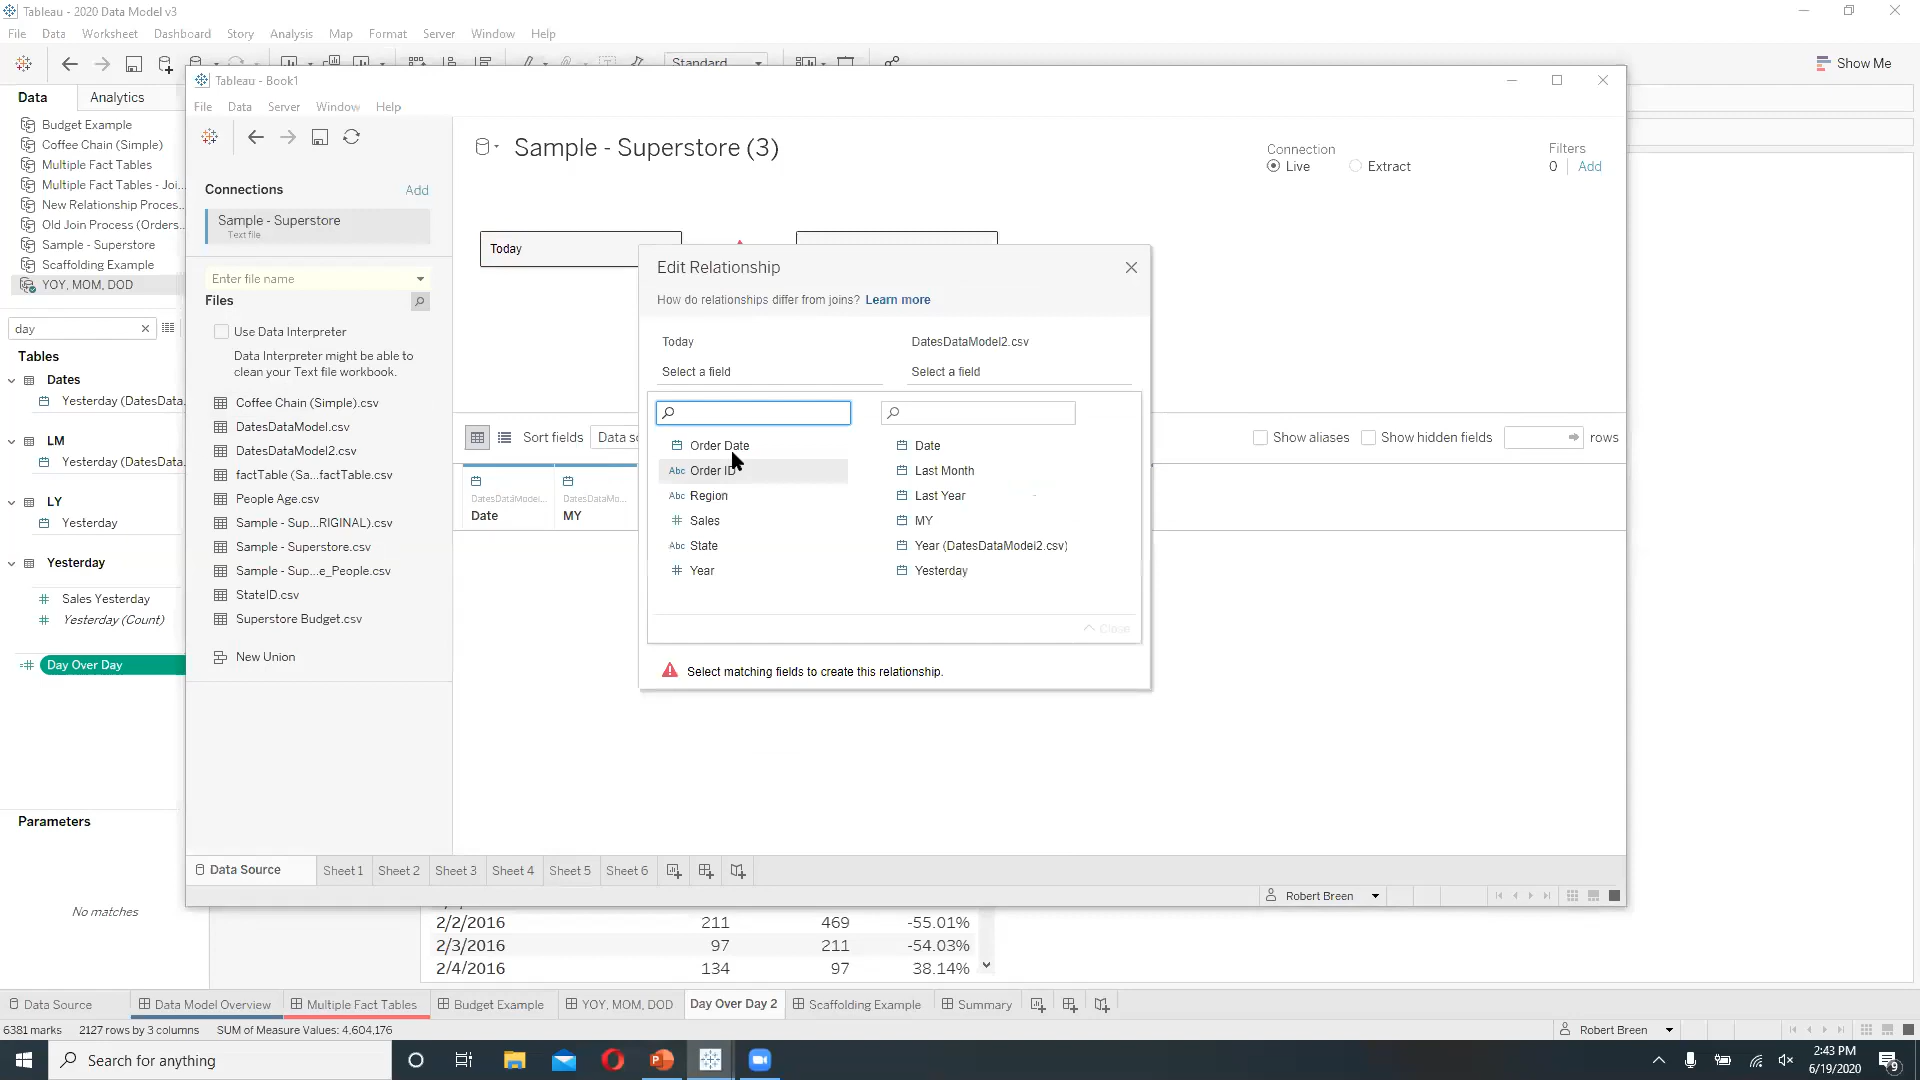 Tableau - 2020 Data Model v3
File Data Worksheet Dashboard Story Analysis Map Format Server Window Help
Standard
Show Me
Data Analytics
Budget Example
Coffee Chain (Simple)
Multiple Fact Tables
Multiple Fact Tables - Joi...
New Relationship Proces...
Old Join Process (Orders...
Sample - Superstore
Scaffolding Example
YOY, MOM, DOD
day
Tables
Dates
Yesterday (DatesData...
LM
Yesterday (DatesData...
LY
Yesterday
Yesterday
Sales Yesterday
Yesterday (Count)
Day Over Day
Parameters
No matches
Tableau - Book1
File Data Server Window Help
Connections Add
Sample - Superstore
Text file
Enter file name
Files
Use Data Interpreter
Data Interpreter might be able to
clean your Text file workbook.
Coffee Chain (Simple).csv
DatesDataModel.csv
DatesDataModel2.csv
factTable (Sa...factTable.csv
People Age.csv
Sample - Sup...RIGINAL).csv
Sample - Superstore.csv
Sample - Sup...e_People.csv
StateID.csv
Superstore Budget.csv
New Union
Sample - Superstore (3)
Connection
Live Extract
Filters
0 Add
Today
Sort fields Data so
Show aliases Show hidden fields rows
DatesDataModel... DatesDataMo...
Date MY
Edit Relationship
How do relationships differ from joins? Learn more
Today DatesDataModel2.csv
Select a field Select a field
Order Date Date
Order ID Last Month
Region Last Year
Sales MY
State Year (DatesDataModel2.csv)
Year Yesterday
Close
Select matching fields to create this relationship.
Data Source Sheet 1 Sheet 2 Sheet 3 Sheet 4 Sheet 5 Sheet 6
Robert Breen
2/2/2016 211 469 -55.01%
2/3/2016 97 211 -54.03%
2/4/2016 134 97 38.14%
Data Source Data Model Overview Multiple Fact Tables Budget Example YOY, MOM, DOD Day Over Day 2 Scaffolding Example Summary
6381 marks 2127 rows by 3 columns SUM of Measure Values: 4,604,176
Robert Breen
Search for anything
2:43 PM
6/19/2020
9